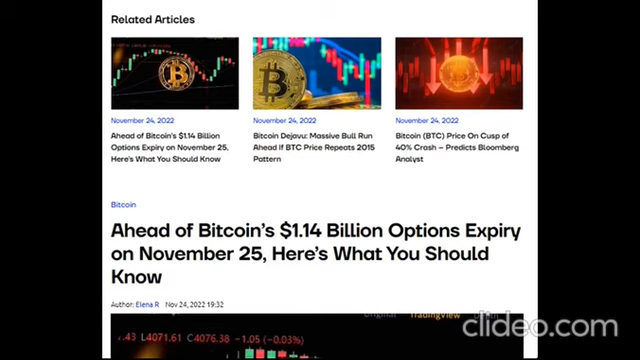 Related Articles
November 24, 2022
Ahead of Bitcoin's $1.14 Billion
Options Expiry on November 25,
Here's What You Should Know
November 24, 2022
Bitcoin Dejavu: Massive Bull Run
Ahead If BTC Price Repeats 2015
Pattern
November 24, 2022
Bitcoin (BTC) Price On Cusp of
40% Crash – Predicts Bloomberg
Analyst
Bitcoin
Ahead of Bitcoin's $1.14 Billion Options Expiry
on November 25, Here's What You Should
Know
Author: Elena R Nov 24, 2022 19:32
Original TradingView Depth
.43 L4071.61 C4076.38 −1.05 (−0.03%)
clideo.com